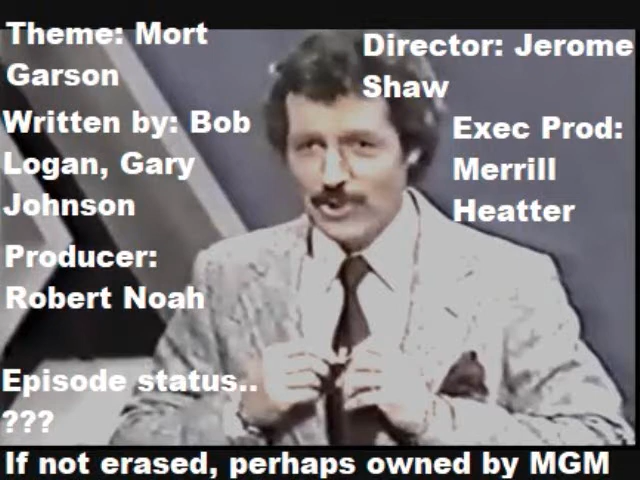 Theme: Mort
Garson
Director: Jerome
Shaw
Written by: Bob
Logan, Gary
Johnson
Exec Prod:
Merrill
Heatter
Producer:
Robert Noah
Episode status..
???
If not erased, perhaps owned by MGM